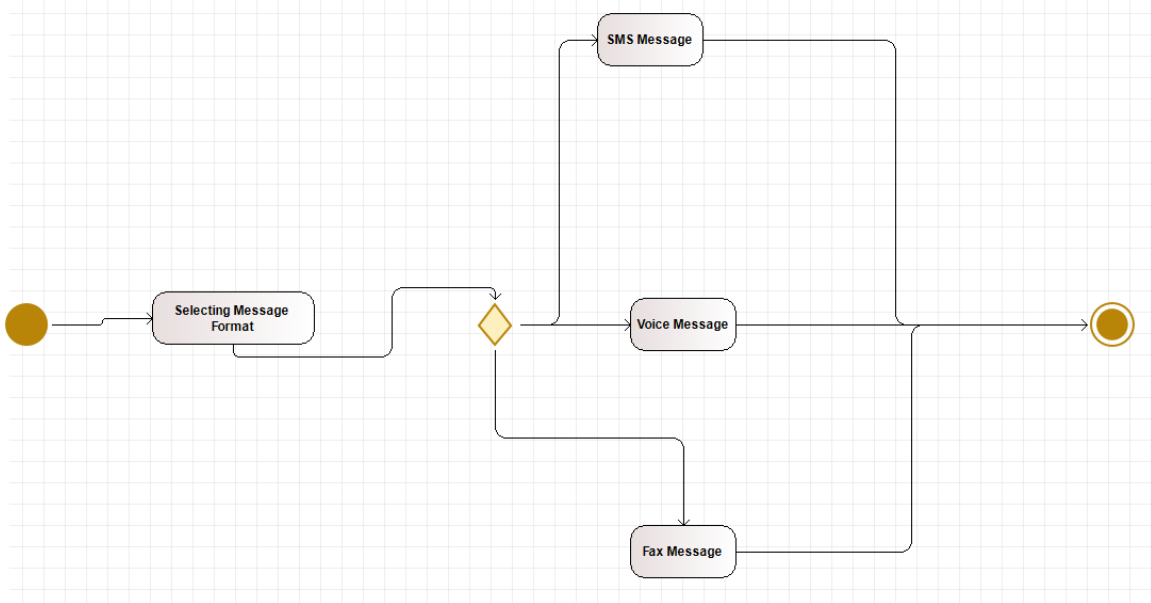 SMS Message
Selecting Message
Format
Voice Message
Fax Message